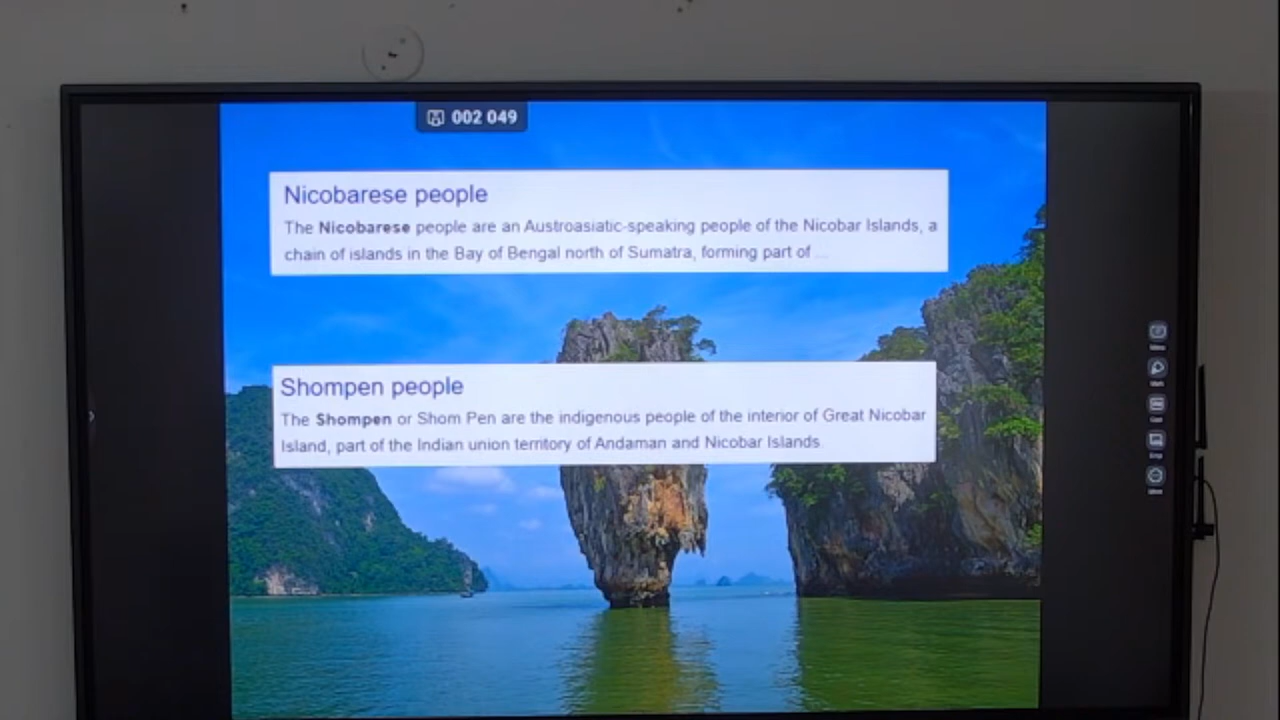 002 049
Nicobarese people
The Nicobarese people are an Austroasiatic-speaking people of the Nicobar Islands, a
chain of islands in the Bay of Bengal north of Sumatra, forming part of ...
Shompen people
The Shompen or Shom Pen are the indigenous people of the interior of Great Nicobar
Island, part of the Indian union territory of Andaman and Nicobar Islands